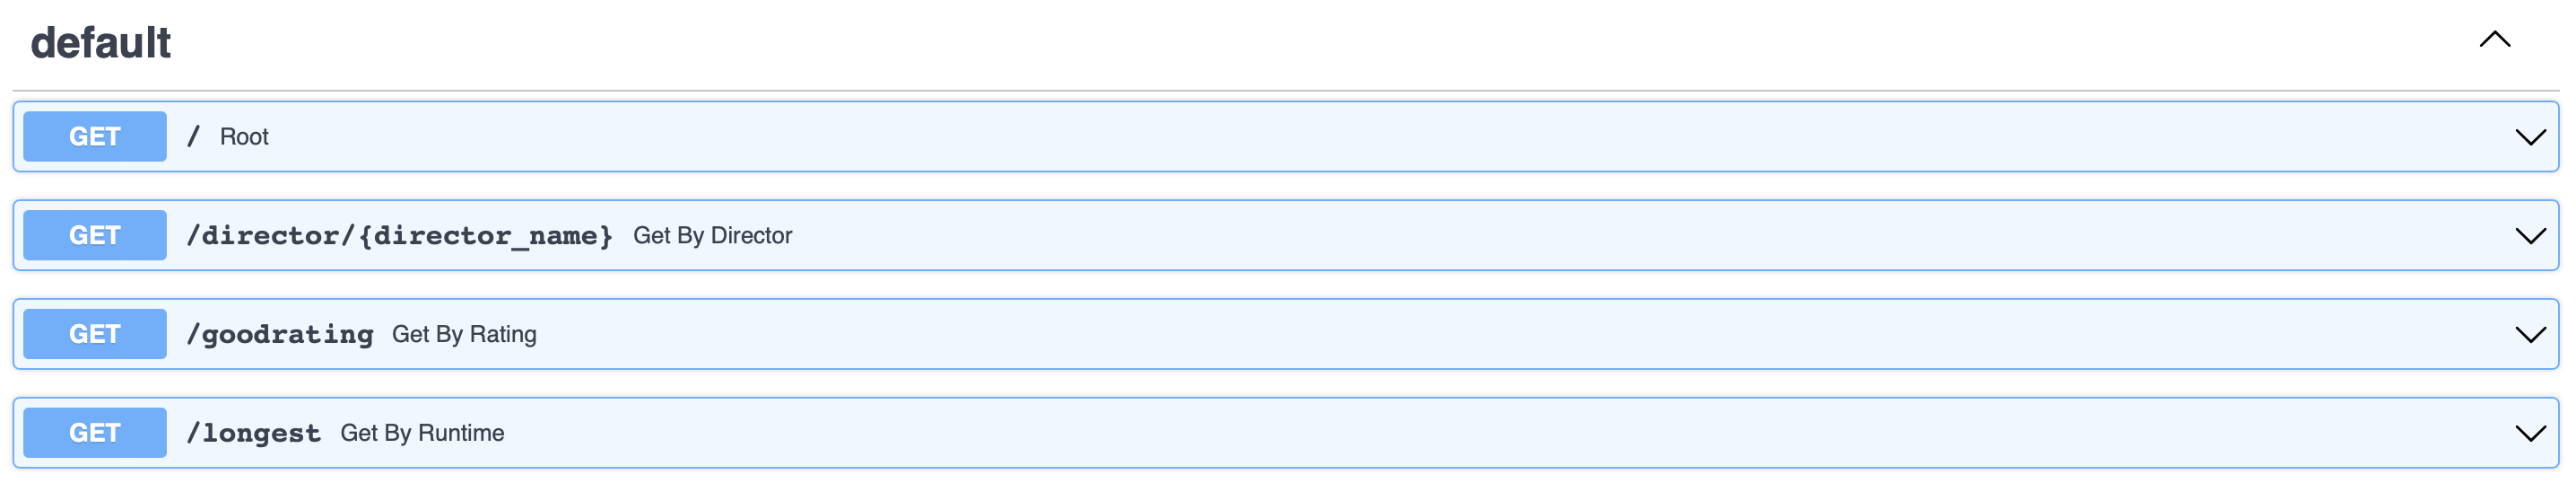 default
GET / Root
GET /director/{director_name} Get By Director
GET /goodrating Get By Rating
GET /longest Get By Runtime